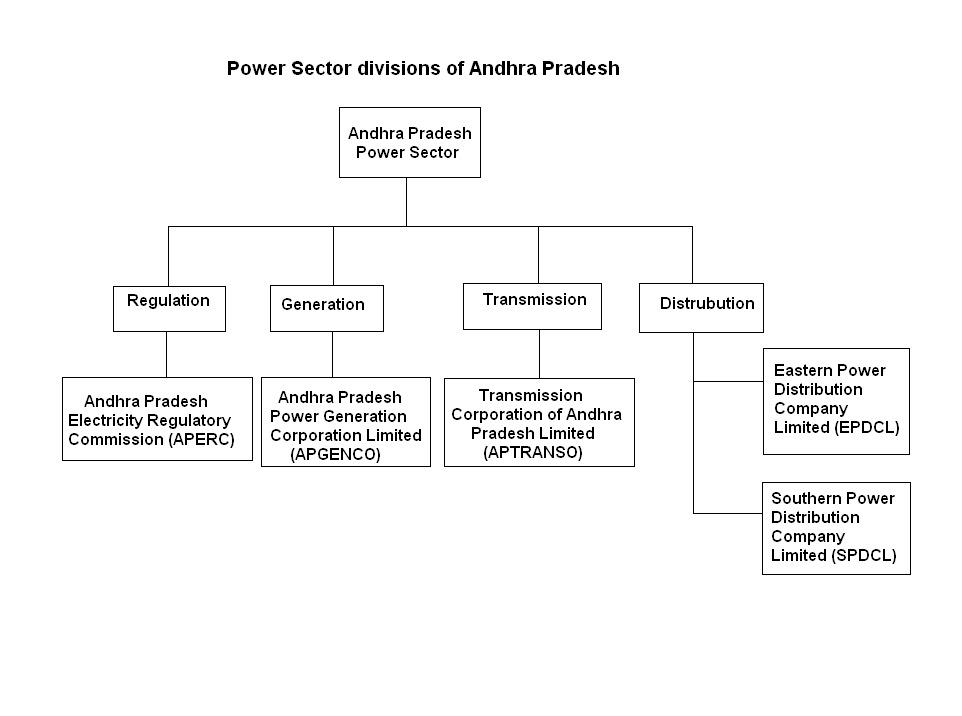 Power Sector divisions of Andhra Pradesh
Andhra Pradesh
Power Sector
Regulation
Generation
Transmission
Distrubution
Andhra Pradesh
Electricity Regulatory
Commission (APERC)
Andhra Pradesh
Power Generation
Corporation Limited
(APGENCO)
Transmission
Corporation of Andhra
Pradesh Limited
(APTRANSO)
Eastern Power
Distribution
Company
Limited (EPDCL)
Southern Power
Distribution
Company
Limited (SPDCL)